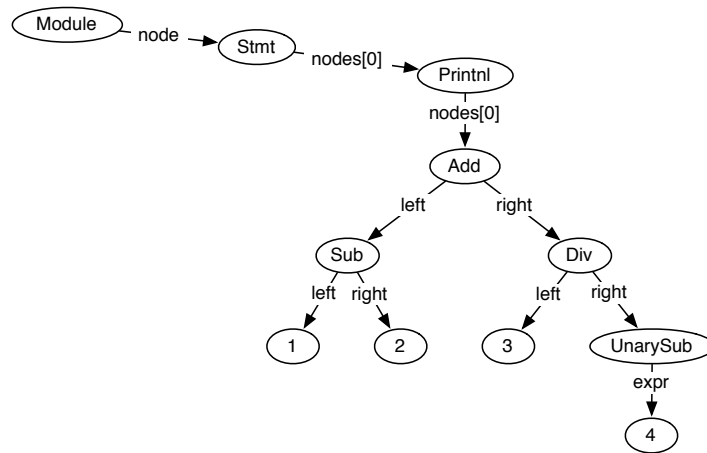 Module
node
Stmt
nodes[0]
Printnl
nodes[0]
Add
left
right
Sub
Div
left
right
left
right
1
2
3
UnarySub
expr
4